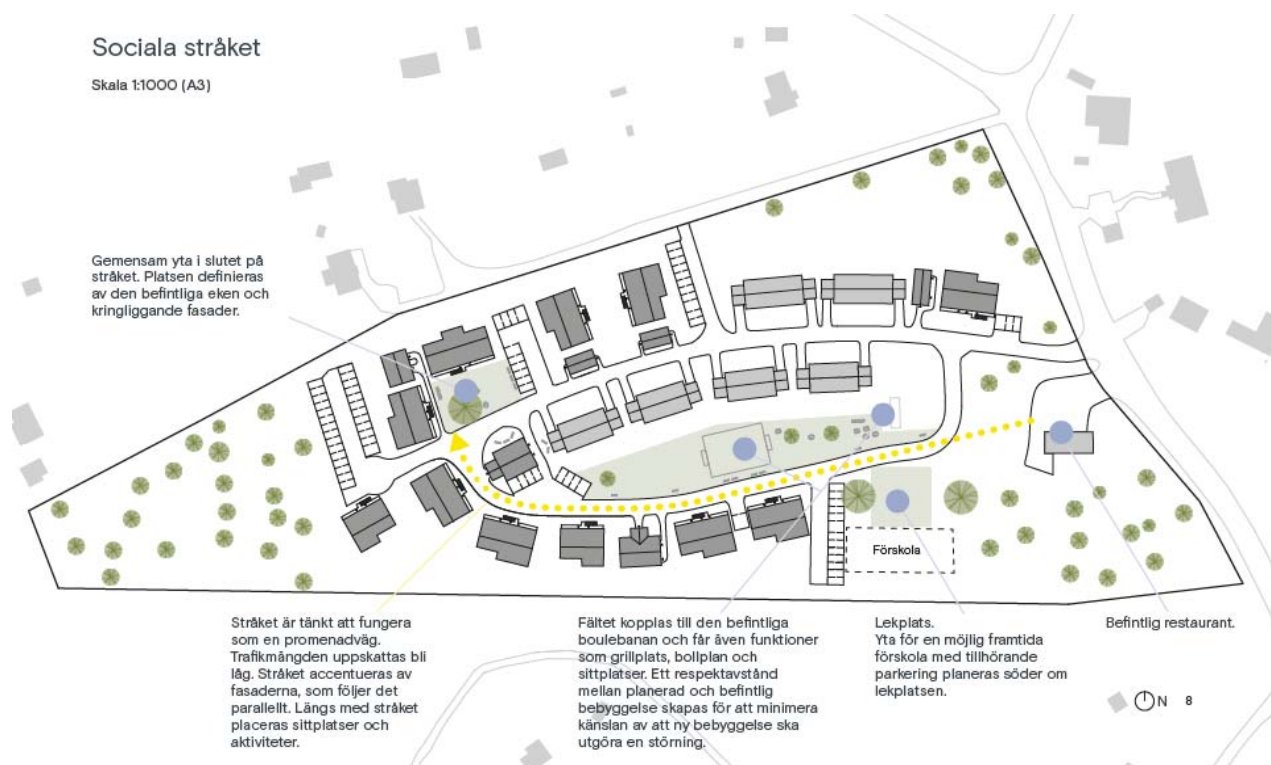 Sociala stråket
Skala 1:1000 (A3)
Gemensam yta i slutet på
stråket. Platsen definieras
av den befintliga eken och
kringliggande fasader.
Förskola
Stråket är tänkt att fungera
som en promenadväg.
Trafikmängden uppskattas bli
låg. Stråket accentueras av
fasaderna, som följer det
parallellt. Längs med stråket
placeras sittplatser och
aktiviteter.
Fältet kopplas till den befintliga
boulebanan och får även funktioner
som grillplats, bollplan och
sittplatser. Ett respektavstånd
mellan planerad och befintlig
bebyggelse skapas för att minimera
känslan av att ny bebyggelse ska
utgöra en störning.
Lekplats.
Yta för en möjlig framtida
förskola med tillhörande
parkering planeras söder om
lekplatsen.
Befintlig restaurant.
N 8